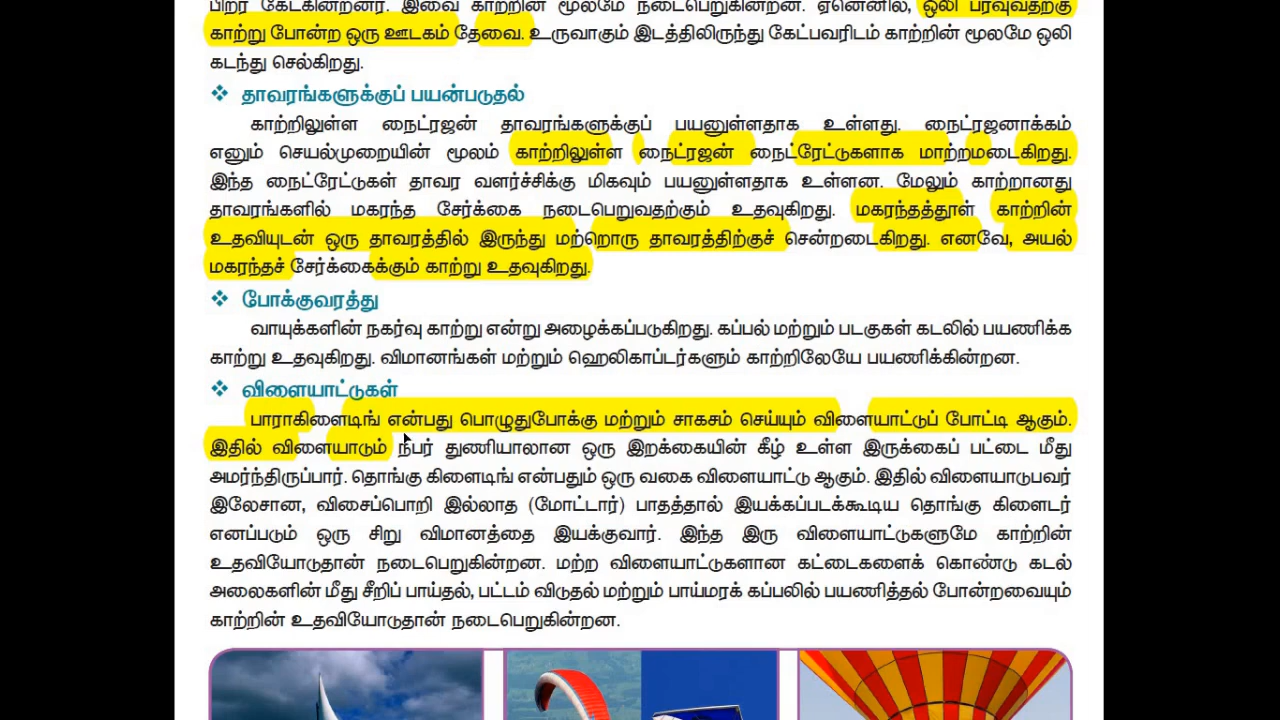 பிறர் கேட்கின்றனர். இவை காற்றின் மூலமே நடைபெறுகின்றன. ஏனெனில், ஒலி பரவுவதற்கு
காற்று போன்ற ஒரு ஊடகம் தேவை. உருவாகும் இடத்திலிருந்து கேட்பவரிடம் காற்றின் மூலமே ஒலி
கடந்து செல்கிறது.
❖ தாவரங்களுக்குப் பயன்படுதல்
காற்றிலுள்ள நைட்ரஜன் தாவரங்களுக்குப் பயனுள்ளதாக உள்ளது. நைட்ரஜனாக்கம்
எனும் செயல்முறையின் மூலம் காற்றிலுள்ள நைட்ரஜன் நைட்ரேட்டுகளாக மாற்றமடைகிறது.
இந்த நைட்ரேட்டுகள் தாவர வளர்ச்சிக்கு மிகவும் பயனுள்ளதாக உள்ளன. மேலும் காற்றானது
தாவரங்களில் மகரந்த சேர்க்கை நடைபெறுவதற்கும் உதவுகிறது. மகரந்தத்தூள் காற்றின்
உதவியுடன் ஒரு தாவரத்தில் இருந்து மற்றொரு தாவரத்திற்குச் சென்றடைகிறது. எனவே, அயல்
மகரந்தச் சேர்க்கைக்கும் காற்று உதவுகிறது.
❖ போக்குவரத்து
வாயுக்களின் நகர்வு காற்று என்று அழைக்கப்படுகிறது. கப்பல் மற்றும் படகுகள் கடலில் பயணிக்க
காற்று உதவுகிறது. விமானங்கள் மற்றும் ஹெலிகாப்டர்களும் காற்றிலேயே பயணிக்கின்றன.
❖ விளையாட்டுகள்
பாராகிளைடிங் என்பது பொழுதுபோக்கு மற்றும் சாகசம் செய்யும் விளையாட்டுப் போட்டி ஆகும்.
இதில் விளையாடும் நபர் துணியாலான ஒரு இறக்கையின் கீழ் உள்ள இருக்கைப் பட்டை மீது
அமர்ந்திருப்பார். தொங்கு கிளைடிங் என்பதும் ஒரு வகை விளையாட்டு ஆகும். இதில் விளையாடுபவர்
இலேசான, விசைப்பொறி இல்லாத (மோட்டார்) பாதத்தால் இயக்கப்படக்கூடிய தொங்கு கிளைடர்
எனப்படும் ஒரு சிறு விமானத்தை இயக்குவார். இந்த இரு விளையாட்டுகளுமே காற்றின்
உதவியோடுதான் நடைபெறுகின்றன. மற்ற விளையாட்டுகளான கட்டைகளைக் கொண்டு கடல்
அலைகளின் மீது சீறிப் பாய்தல், பட்டம் விடுதல் மற்றும் பாய்மரக் கப்பலில் பயணித்தல் போன்றவையும்
காற்றின் உதவியோடுதான் நடைபெறுகின்றன.